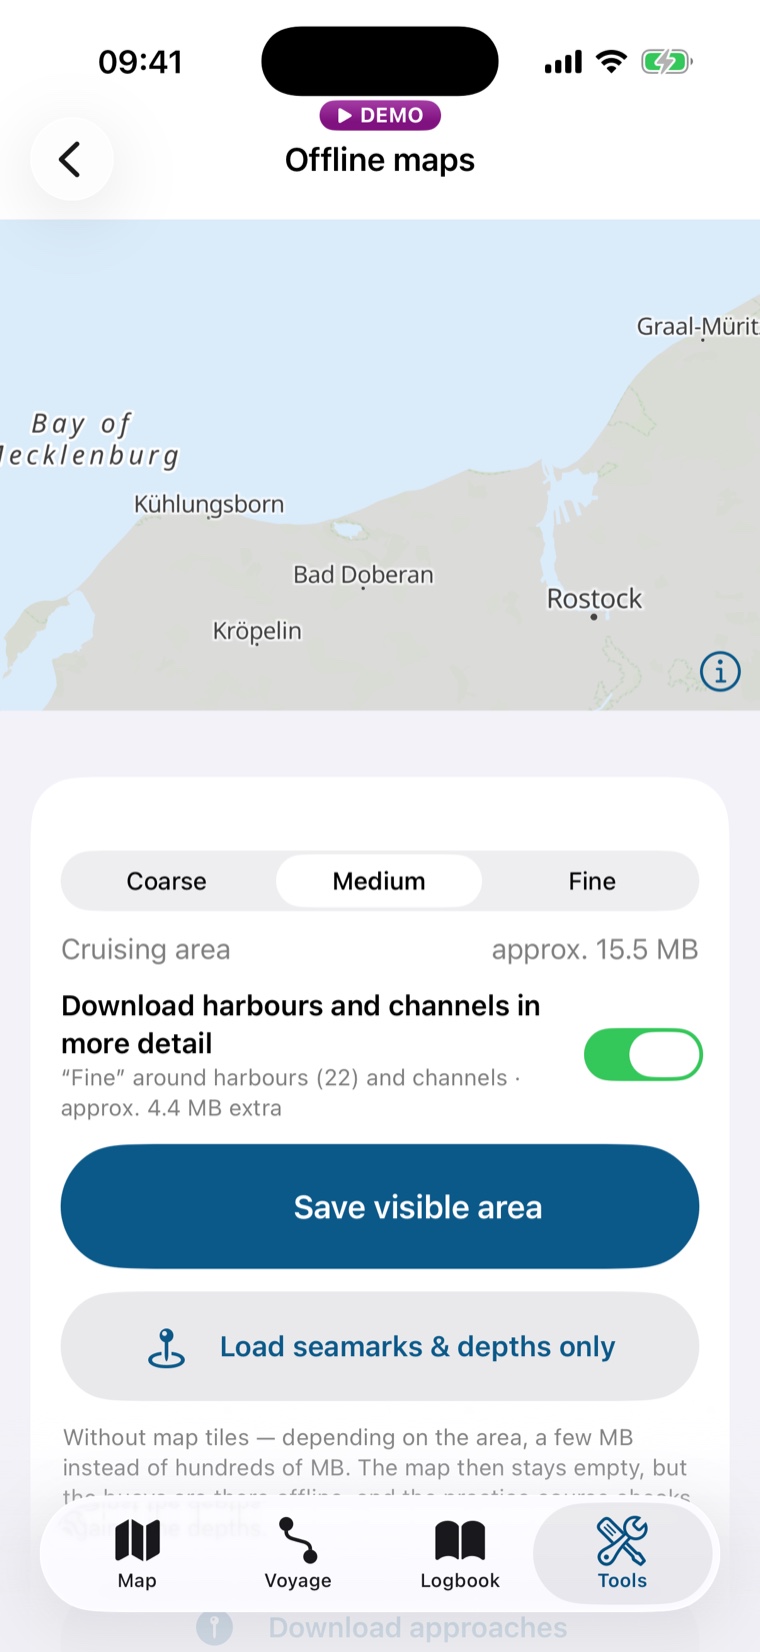 09:41
DEMO
Offline maps
Graal-Mürit
Bay of
ecklenburg
Kühlungsborn
Bad Doberan
Rostock
Kröpelin
Coarse Medium Fine
Cruising area approx. 15.5 MB
Download harbours and channels in
more detail
“Fine” around harbours (22) and channels ·
approx. 4.4 MB extra
Save visible area
Load seamarks & depths only
Without map tiles — depending on the area, a few MB
instead of hundreds of MB. The map then stays empty, but
Map Voyage Logbook Tools
Download approaches